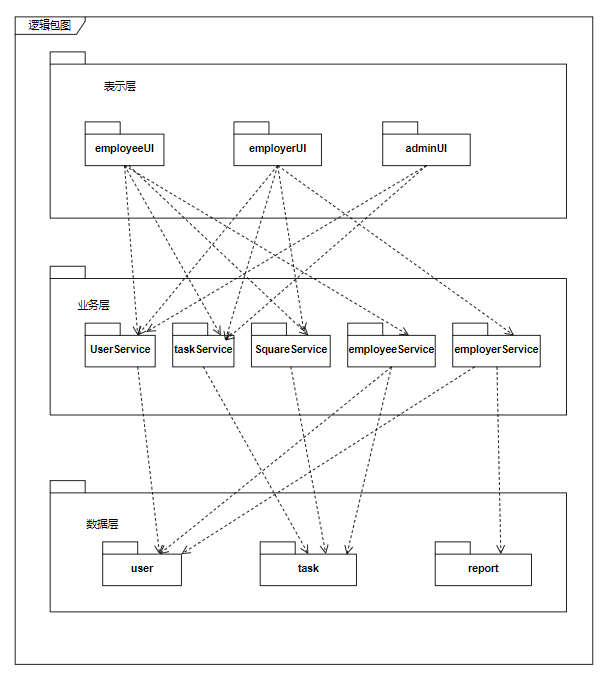 逻辑包图
表示层
employeeUI
employerUI
adminUI
业务层
UserService
taskService
SquareService
employeeService
employerService
数据层
user
task
report